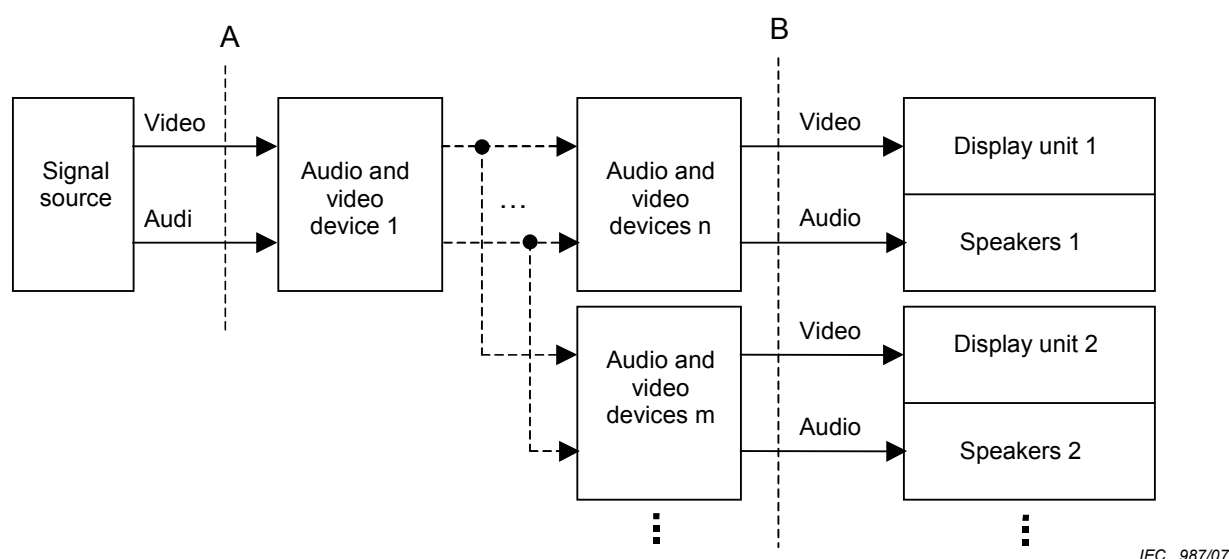 A
B
Signal
source
Video
Audi
Audio and
video
device 1
...
Audio and
video
devices n
Video
Audio
Display unit 1
Speakers 1
Audio and
video
devices m
Video
Audio
Display unit 2
Speakers 2
IEC 987/07